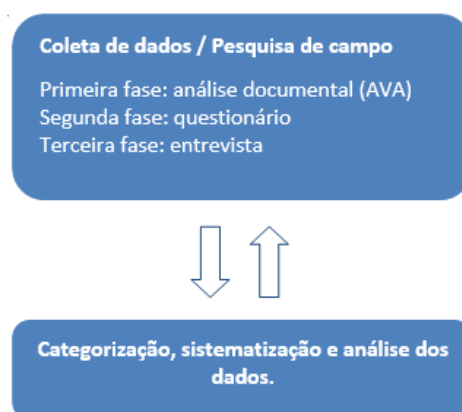 Coleta de dados / Pesquisa de campo
Primeira fase: análise documental (AVA)
Segunda fase: questionário
Terceira fase: entrevista
Categorização, sistematização e análise dos
dados.